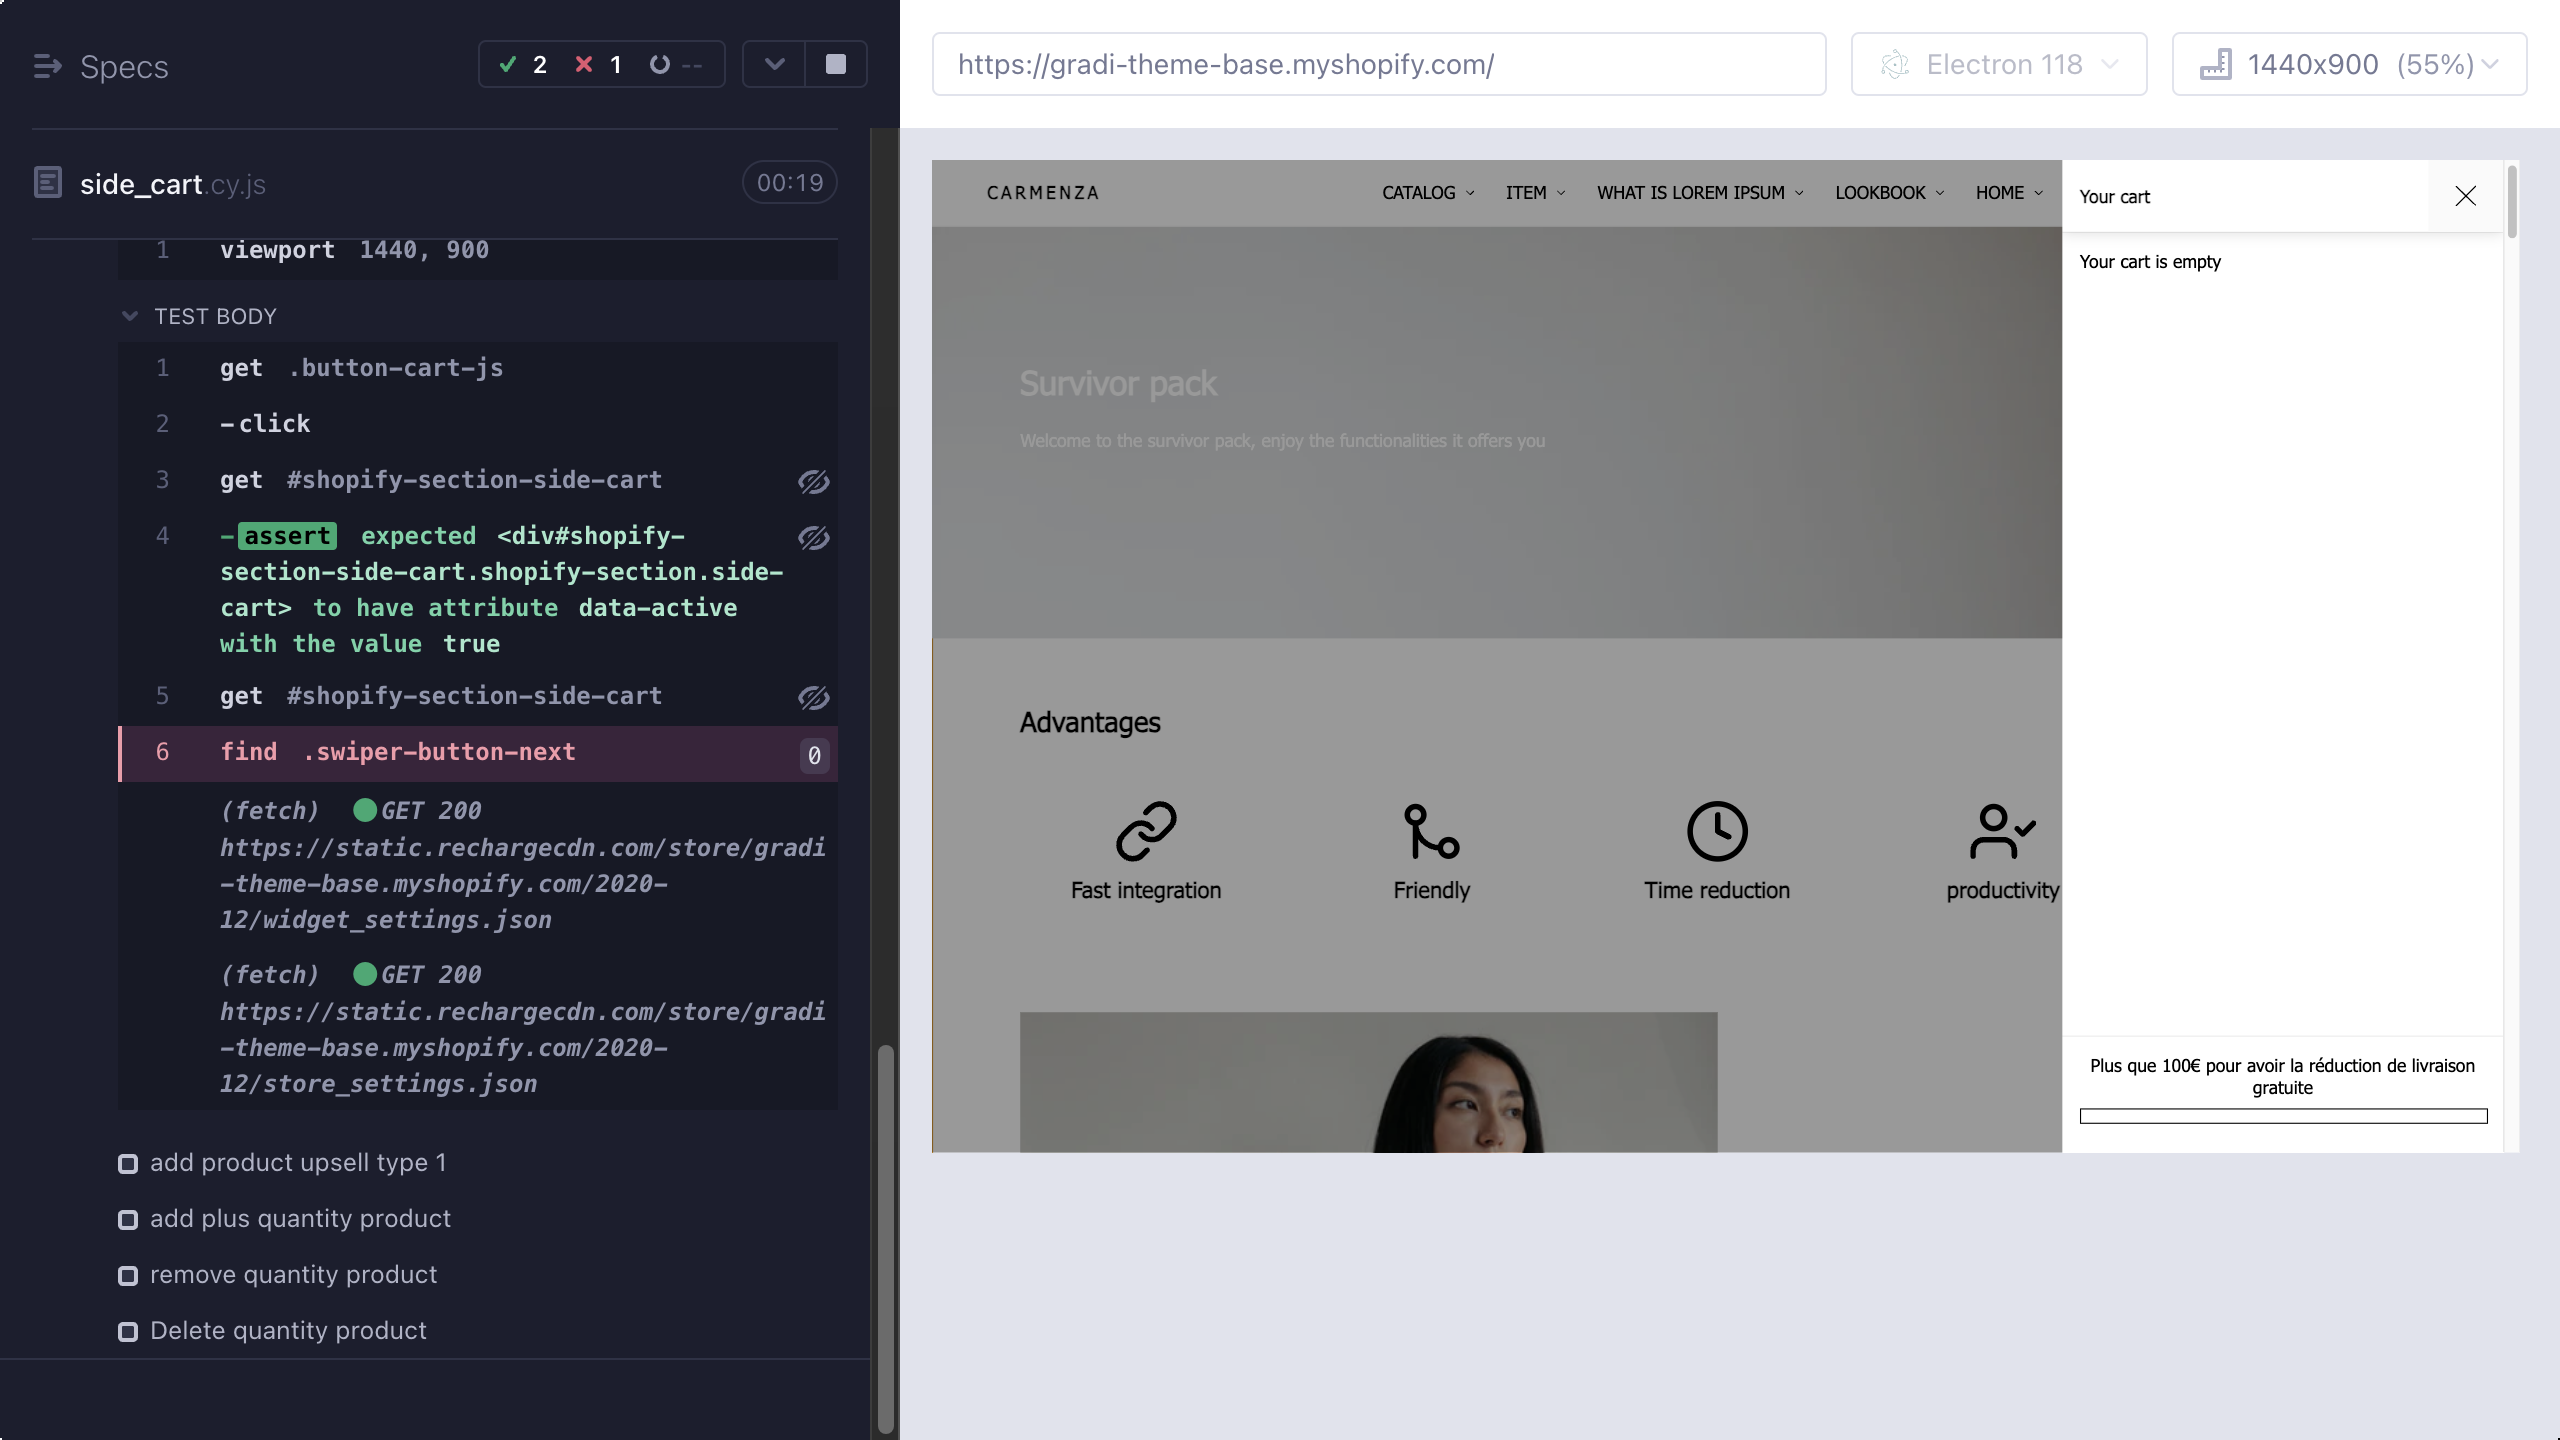 Specs
2
1
--
side_cart.cy.js
00:19
1 viewport 1440, 900
TEST BODY
1 get .button-cart-js
2 -click
3 get #shopify-section-side-cart
4 -assert expected <div#shopify-
section-side-cart.shopify-section.side-
cart> to have attribute data-active
with the value true
5 get #shopify-section-side-cart
6 find .swiper-button-next 0
(fetch) GET 200
https://static.rechargecdn.com/store/gradi
-theme-base.myshopify.com/2020-
12/widget_settings.json
(fetch) GET 200
https://static.rechargecdn.com/store/gradi
-theme-base.myshopify.com/2020-
12/store_settings.json
add product upsell type 1
add plus quantity product
remove quantity product
Delete quantity product
https://gradi-theme-base.myshopify.com/
Electron 118
1440x900 (55%)
CARMENZA
CATALOG
ITEM
WHAT IS LOREM IPSUM
LOOKBOOK
HOME
Survivor pack
Welcome to the survivor pack, enjoy the functionalities it offers you
Advantages
Fast integration
Friendly
Time reduction
productivity
Your cart
Your cart is empty
Plus que 100€ pour avoir la réduction de livraison
gratuite